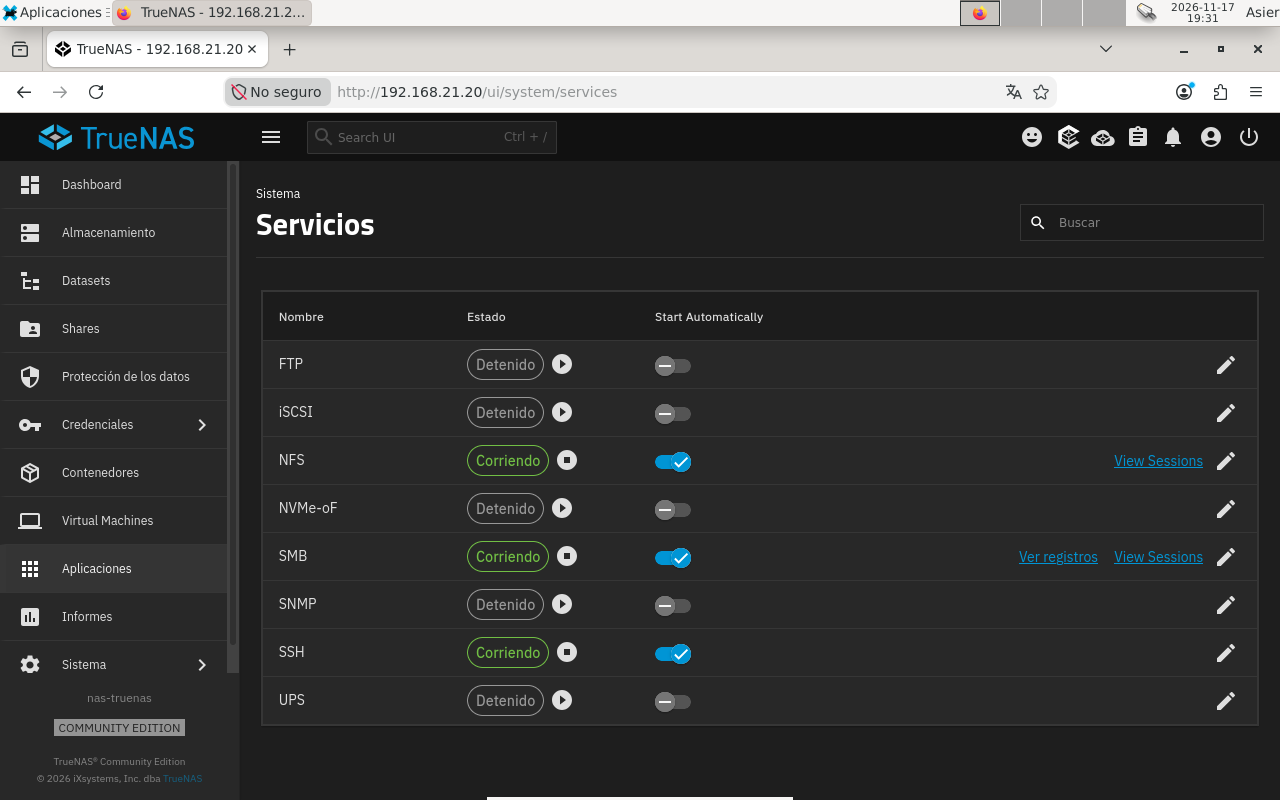 Aplicaciones
TrueNAS - 192.168.21.2...
2026-11-17
19:31
Asier
TrueNAS - 192.168.21.20
No seguro
http://192.168.21.20/ui/system/services
TrueNAS
Search UI
Ctrl + /
Dashboard
Almacenamiento
Datasets
Shares
Protección de los datos
Credenciales
Contenedores
Virtual Machines
Aplicaciones
Informes
Sistema
nas-truenas
COMMUNITY EDITION
TrueNAS® Community Edition
© 2026 iXsystems, Inc. dba TrueNAS
Sistema
Servicios
Buscar
Nombre Estado Start Automatically
FTP Detenido
iSCSI Detenido
NFS Corriendo View Sessions
NVMe-oF Detenido
SMB Corriendo Ver registros View Sessions
SNMP Detenido
SSH Corriendo
UPS Detenido